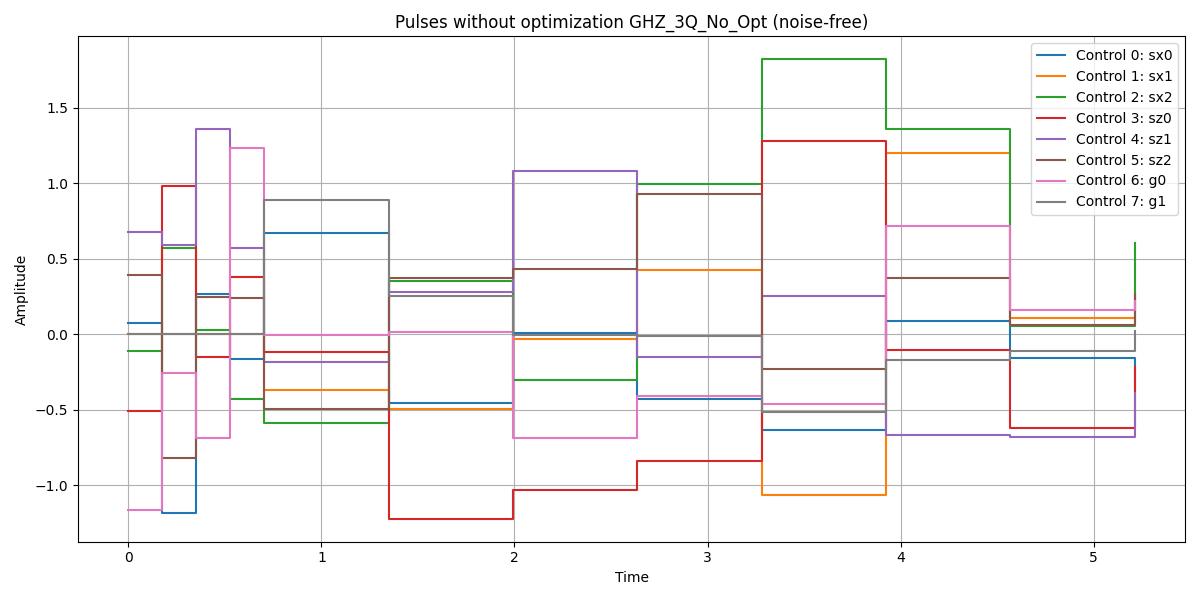 Pulses without optimization GHZ_3Q_No_Opt (noise-free)
Amplitude
1.5
1.0
0.5
0.0
−0.5
−1.0
Control 0: sx0
Control 1: sx1
Control 2: sx2
Control 3: sz0
Control 4: sz1
Control 5: sz2
Control 6: g0
Control 7: g1
0 1 2 3 4 5
Time